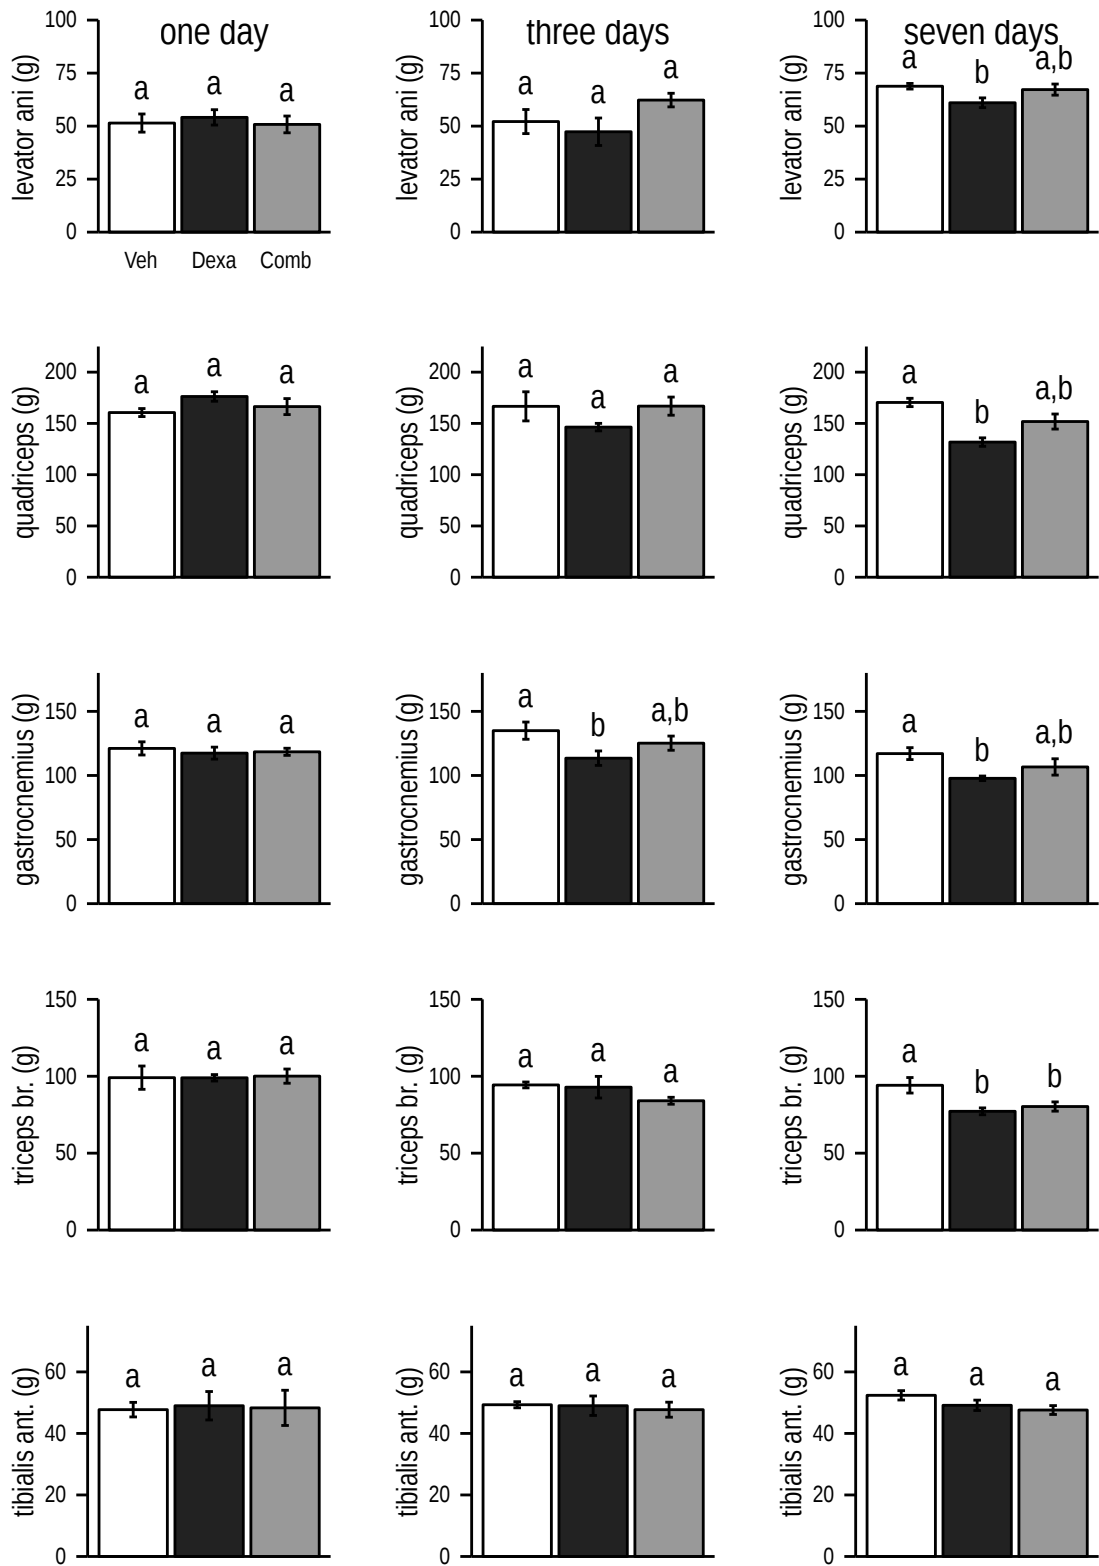 one day
three days
seven days
levator ani (g)
100
75
50
25
0
a
a
a
Veh
Dexa
Comb
levator ani (g)
100
75
50
25
0
a
a
a
levator ani (g)
100
75
50
25
0
a
b
a,b
quadriceps (g)
200
150
100
50
0
a
a
a
quadriceps (g)
200
150
100
50
0
a
a
a
quadriceps (g)
200
150
100
50
0
a
b
a,b
gastrocnemius (g)
150
100
50
0
a
a
a
gastrocnemius (g)
150
100
50
0
a
b
a,b
gastrocnemius (g)
150
100
50
0
a
b
a,b
triceps br. (g)
150
100
50
0
a
a
a
triceps br. (g)
150
100
50
0
a
a
a
triceps br. (g)
150
100
50
0
a
b
b
tibialis ant. (g)
60
40
20
0
a
a
a
tibialis ant. (g)
60
40
20
0
a
a
a
tibialis ant. (g)
60
40
20
0
a
a
a